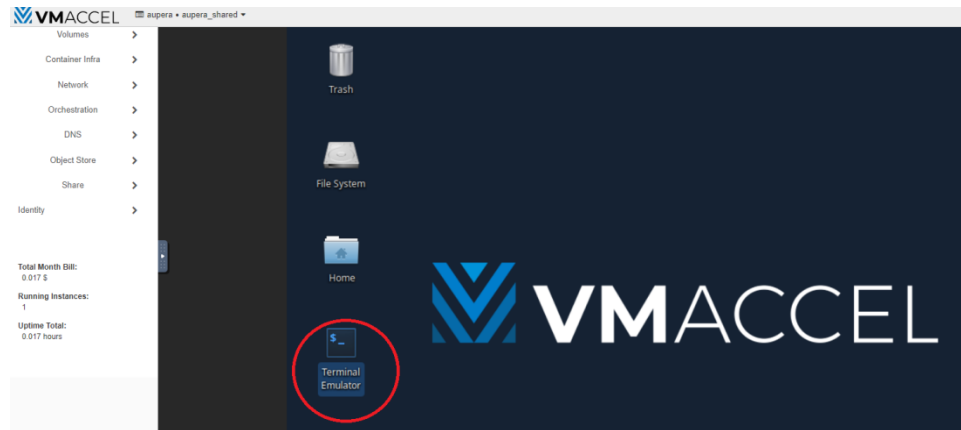 VMACCEL
aupera • aupera_shared
Volumes
Container Infra
Network
Orchestration
DNS
Object Store
Share
Identity
Total Month Bill:
0.017 $
Running Instances:
1
Uptime Total:
0.017 hours
Trash
File System
Home
$_
Terminal
Emulator
VMACCEL